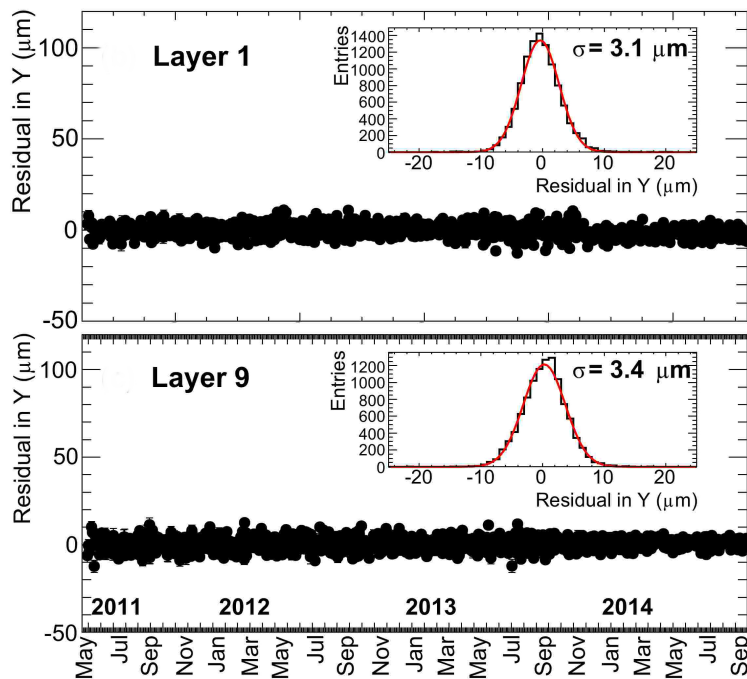 Residual in Y (μm)
100
50
0
-50
Layer 1
Entries
1400
1200
1000
800
600
400
200
0
σ= 3.1 μm
-20 -10 0 10 20
Residual in Y (μm)
Residual in Y (μm)
100
50
0
-50
Layer 9
Entries
1200
1000
800
600
400
200
0
σ= 3.4 μm
-20 -10 0 10 20
Residual in Y (μm)
2011 2012 2013 2014
May Jul Sep Nov Jan Mar May Jul Sep Nov Jan Mar May Jul Sep Nov Jan Mar May Jul Sep